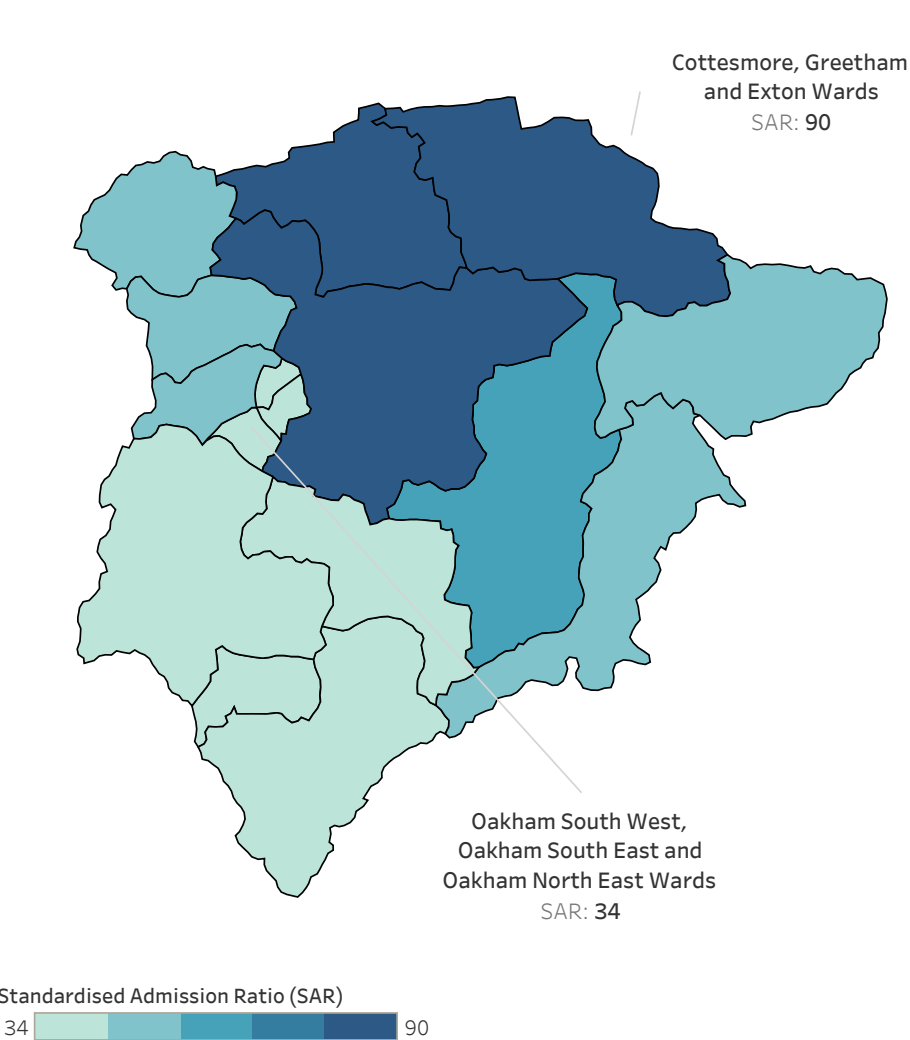 Cottesmore, Greetham
and Exton Wards
SAR: 90
Oakham South West,
Oakham South East and
Oakham North East Wards
SAR: 34
Standardised Admission Ratio (SAR)
34 90